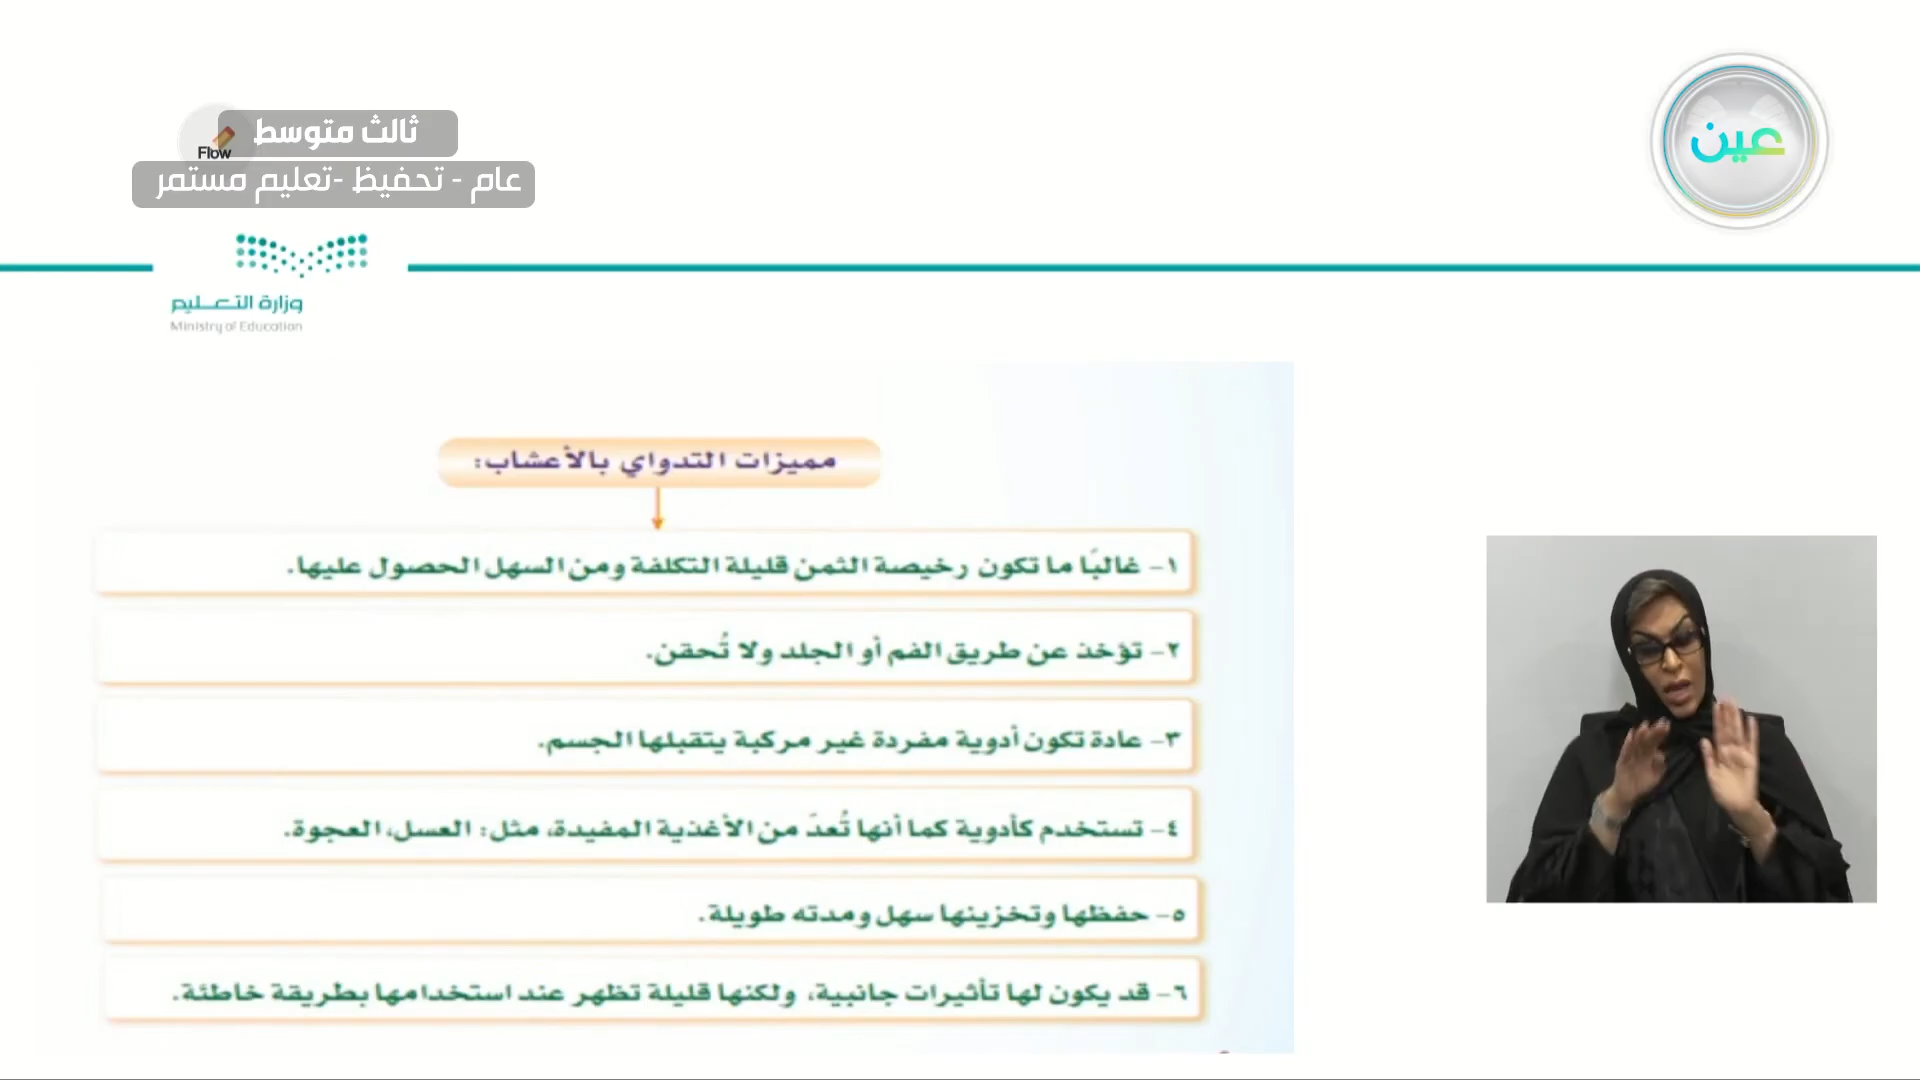 عين
ثالث متوسط
Flow
عام - تحفيظ -تعليم مستمر
وزارة التعليم
Ministry of Education
مميزات التدواي بالأعشاب:
١- غالبًا ما تكون رخيصة الثمن قليلة التكلفة ومن السهل الحصول عليها.
٢- تؤخذ عن طريق الفم أو الجلد ولا تُحقن.
٣- عادة تكون أدوية مفردة غير مركبة يتقبلها الجسم.
٤- تستخدم كأدوية كما أنها تُعدّ من الأغذية المفيدة، مثل: العسل، العجوة.
٥- حفظها وتخزينها سهل ومدته طويلة.
٦- قد يكون لها تأثيرات جانبية، ولكنها قليلة تظهر عند استخدامها بطريقة خاطئة.